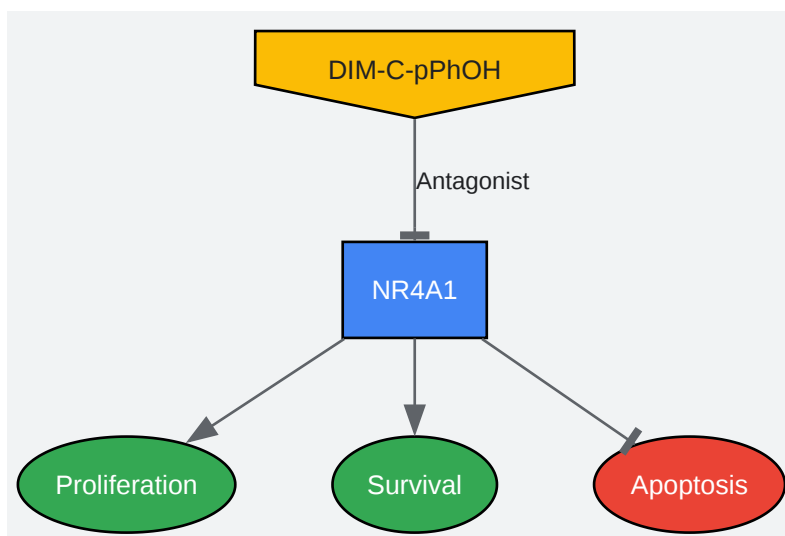 DIM-C-pPhOH
Antagonist
NR4A1
Proliferation
Survival
Apoptosis